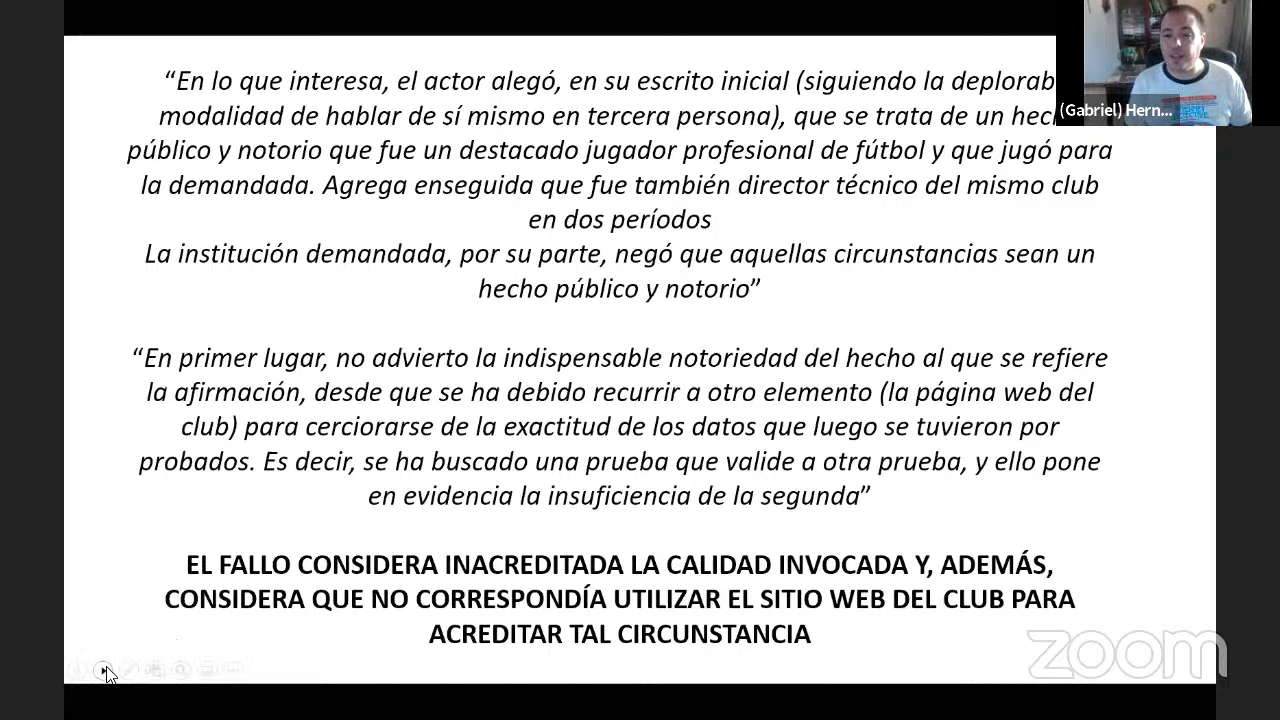 “En lo que interesa, el actor alegó, en su escrito inicial (siguiendo la
modalidad de hablar de sí mismo en tercera persona), que se trata de un
público y notorio que fue un destacado jugador profesional de fútbol y que jugó para
la demandada. Agrega enseguida que fue también director técnico del mismo club
en dos períodos
La institución demandada, por su parte, negó que aquellas circunstancias sean un
hecho público y notorio”
“En primer lugar, no advierto la indispensable notoriedad del hecho al que se refiere
la afirmación, desde que se ha debido recurrir a otro elemento (la página web del
club) para cerciorarse de la exactitud de los datos que luego se tuvieron por
probados. Es decir, se ha buscado una prueba que valide a otra prueba, y ello pone
en evidencia la insuficiencia de la segunda”
EL FALLO CONSIDERA INACREDITADA LA CALIDAD INVOCADA Y, ADEMÁS,
CONSIDERA QUE NO CORRESPONDÍA UTILIZAR EL SITIO WEB DEL CLUB PARA
ACREDITAR TAL CIRCUNSTANCIA
(Gabriel) Hern...
zoom